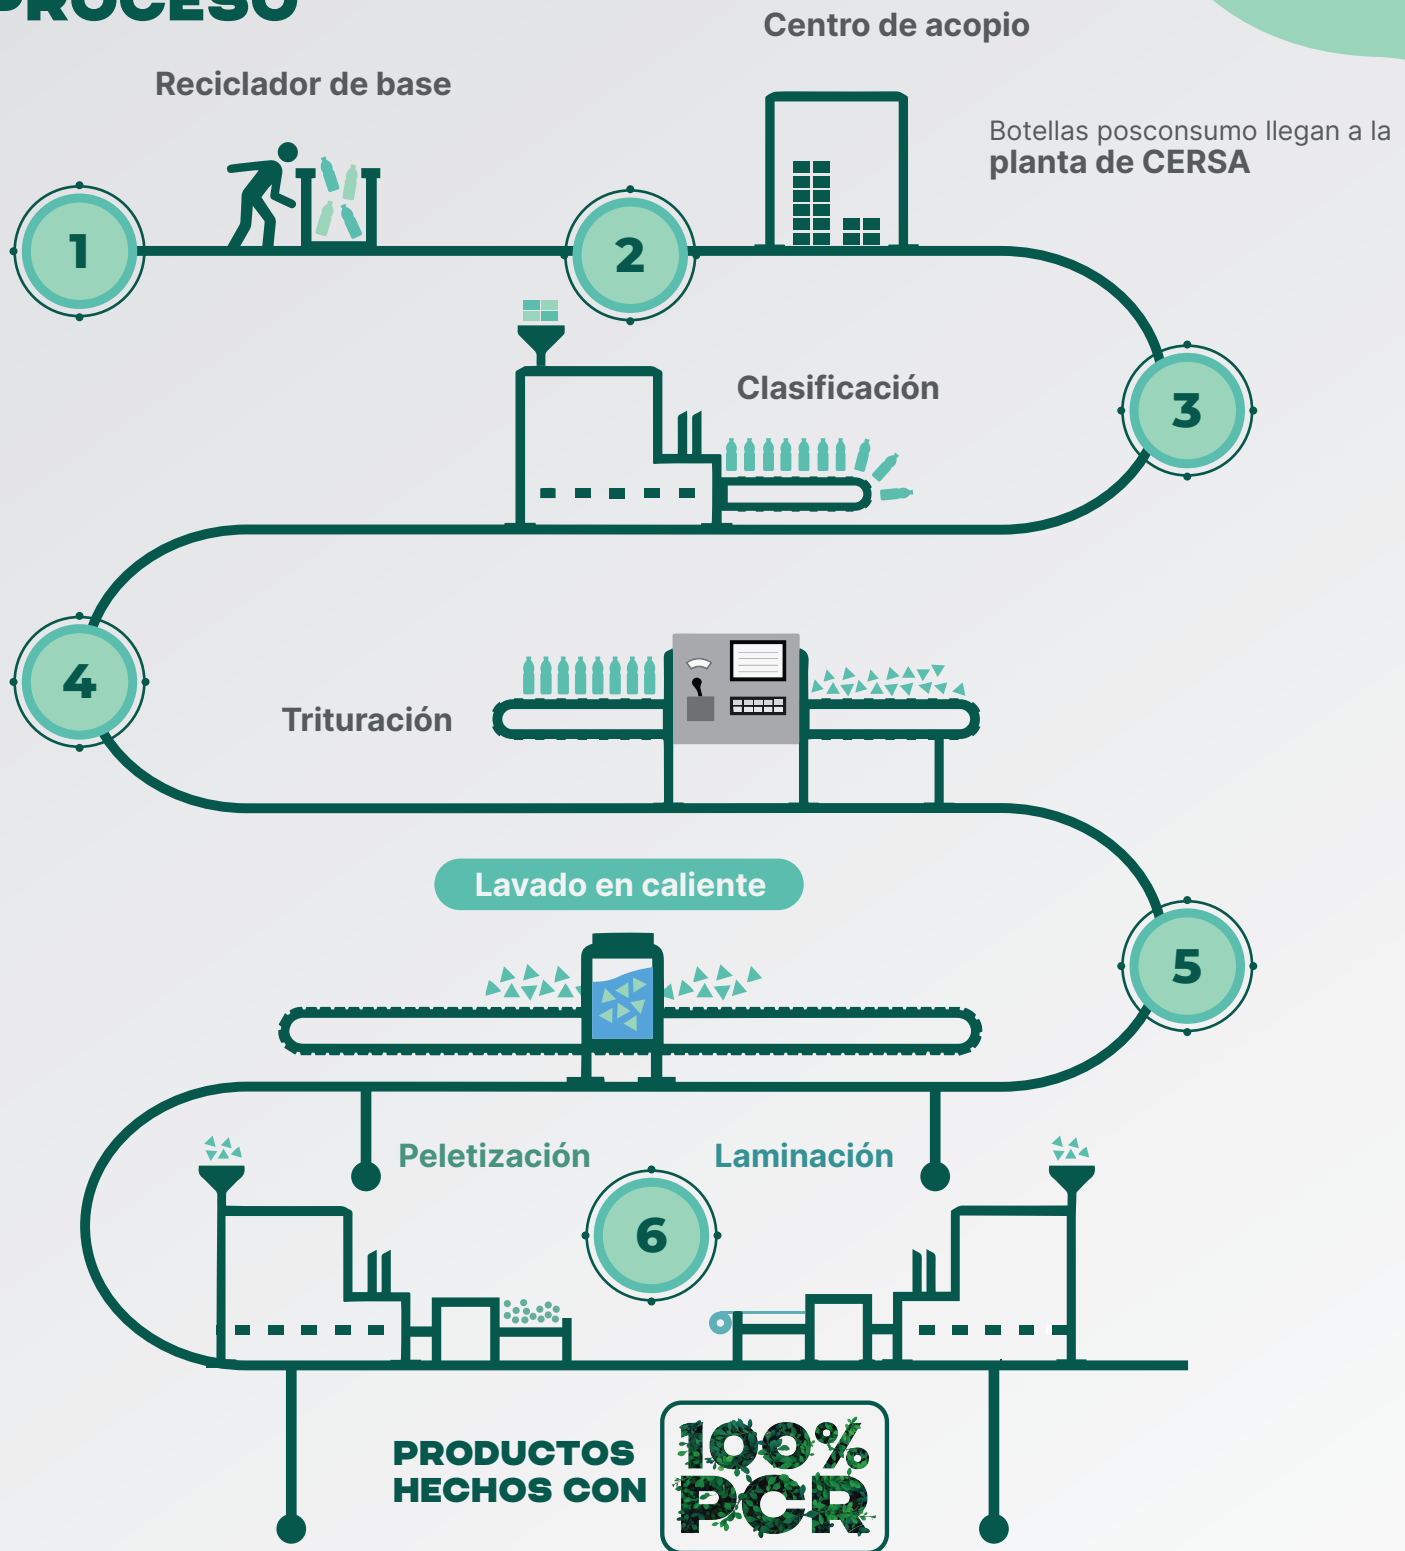 PROCESO
Centro de acopio
Reciclador de base
Botellas posconsumo llegan a la
planta de CERSA
1
2
Clasificación
3
4
Trituración
Lavado en caliente
5
Peletización
Laminación
6
PRODUCTOS
HECHOS CON
100%
PCR